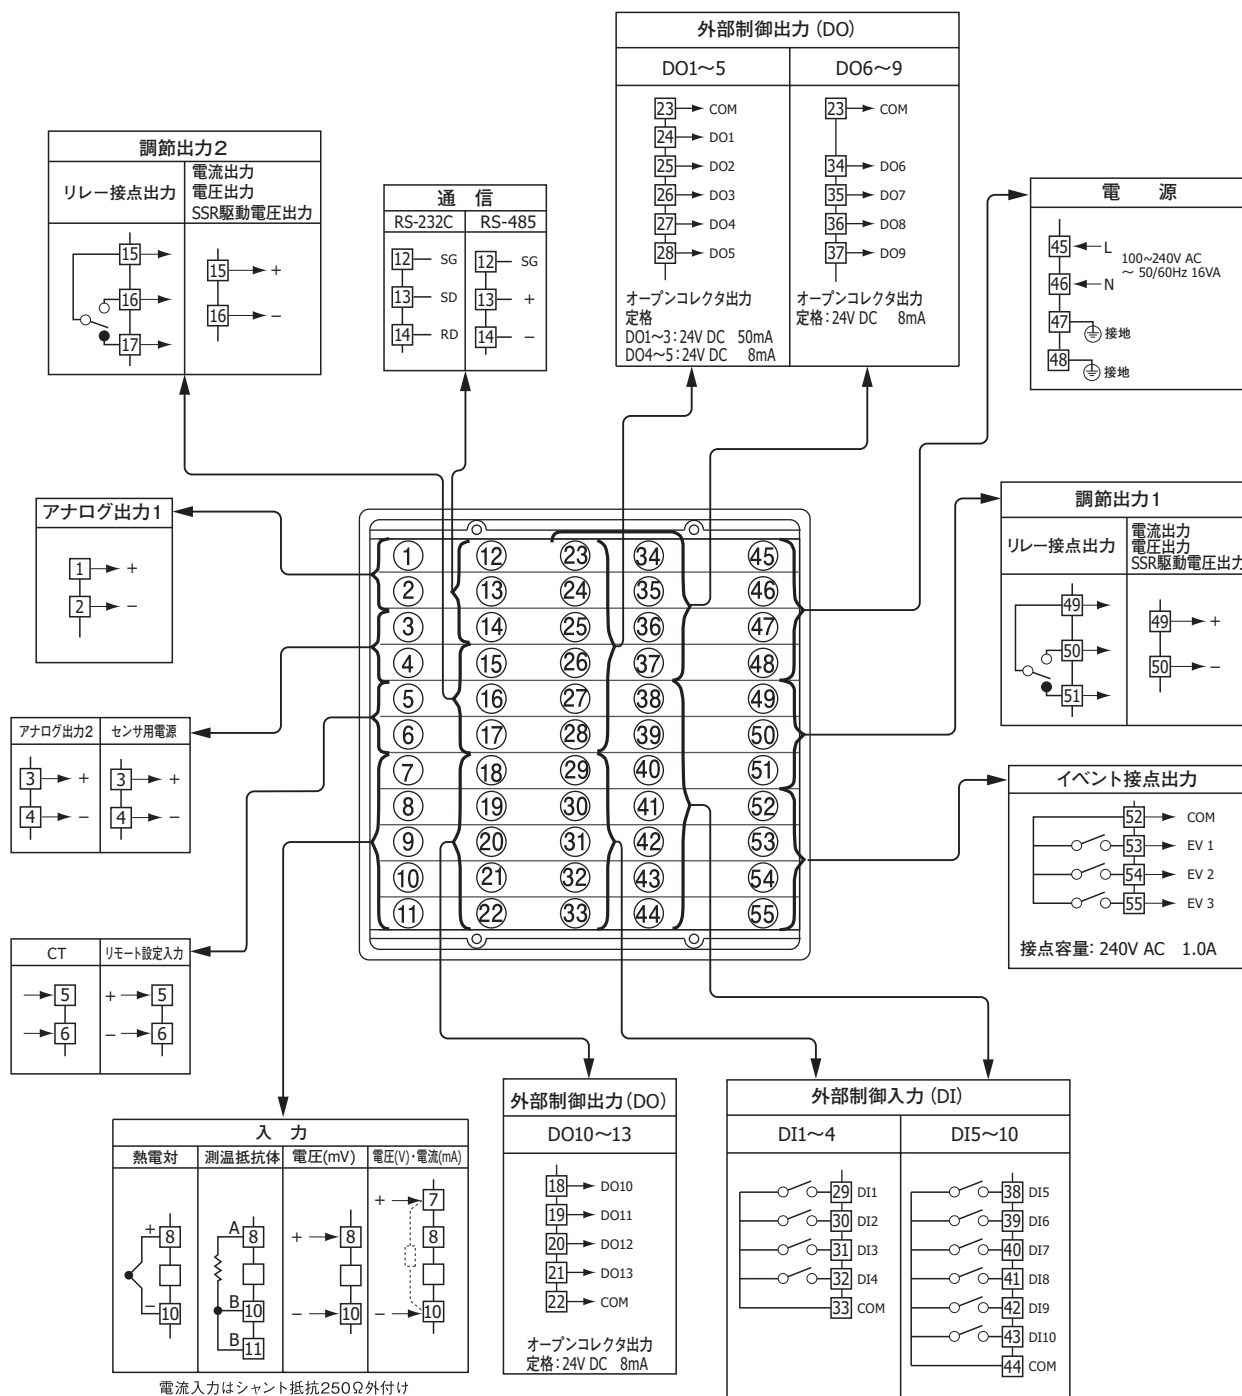 外部制御出力(DO)
DO1～5 DO6～9
23 COM
24 DO1
25 DO2
26 DO3
27 DO4
28 DO5
オープンコレクタ出力
定格
DO1～3:24V DC 50mA
DO4～5:24V DC 8mA
23 COM
34 DO6
35 DO7
36 DO8
37 DO9
オープンコレクタ出力
定格:24V DC 8mA
調節出力2
リレー接点出力
電流出力
電圧出力
SSR駆動電圧出力
15
16
17
15 +
16 −
通 信
RS-232C RS-485
12 SG
13 SD
14 RD
12 SG
13 +
14 −
電 源
45 L
46 N
100~240V AC
~ 50/60Hz 16VA
47 接地
48 接地
アナログ出力1
1 +
2 −
調節出力1
リレー接点出力
電流出力
電圧出力
SSR駆動電圧出力
49
50
51
49 +
50 −
1 12 23 34 45
2 13 24 35 46
3 14 25 36 47
4 15 26 37 48
5 16 27 38 49
6 17 28 39 50
7 18 29 40 51
8 19 30 41 52
9 20 31 42 53
10 21 32 43 54
11 22 33 44 55
アナログ出力2 センサ用電源
3 + 3 +
4 − 4 −
イベント接点出力
52 COM
53 EV 1
54 EV 2
55 EV 3
接点容量: 240V AC 1.0A
CT リモート設定入力
5 + 5
6 − 6
入 力
熱電対 測温抵抗体 電圧(mV) 電圧(V)・電流(mA)
+ 8
− 10
A 8
B 10
B 11
+ 8
− 10
+ 7
8
− 10
電流入力はシャント抵抗250Ω外付け
外部制御出力(DO)
DO10～13
18 DO10
19 DO11
20 DO12
21 DO13
22 COM
オープンコレクタ出力
定格:24V DC 8mA
外部制御入力(DI)
DI1～4 DI5～10
29 DI1
30 DI2
31 DI3
32 DI4
33 COM
38 DI5
39 DI6
40 DI7
41 DI8
42 DI9
43 DI10
44 COM